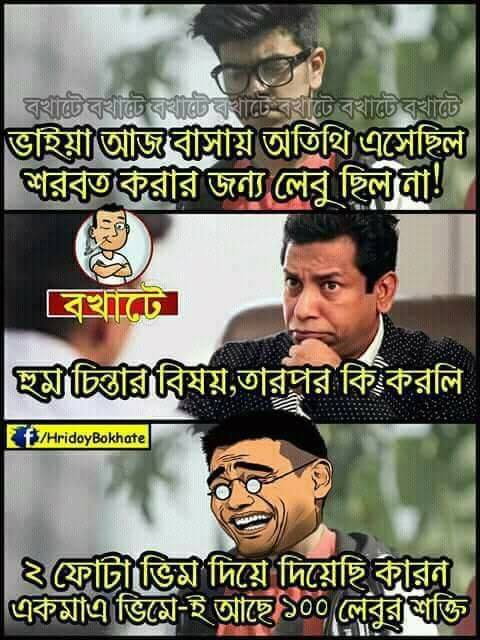 বখাটে বখাটে বখাটে বখাটে বখাটে বখাটে বখাটে
ভাইয়া আজ বাসায় অতিথি এসেছিল
শরবত করার জন্য লেবু ছিল না!
বখাটে
হুম চিন্তার বিষয়,তারপর কি করলি
f/HridoyBokhate
২ ফোটা ভিম দিয়ে দিয়েছি কারন
একমাএ ভিমে-ই আছে ১০০ লেবুর শক্তি